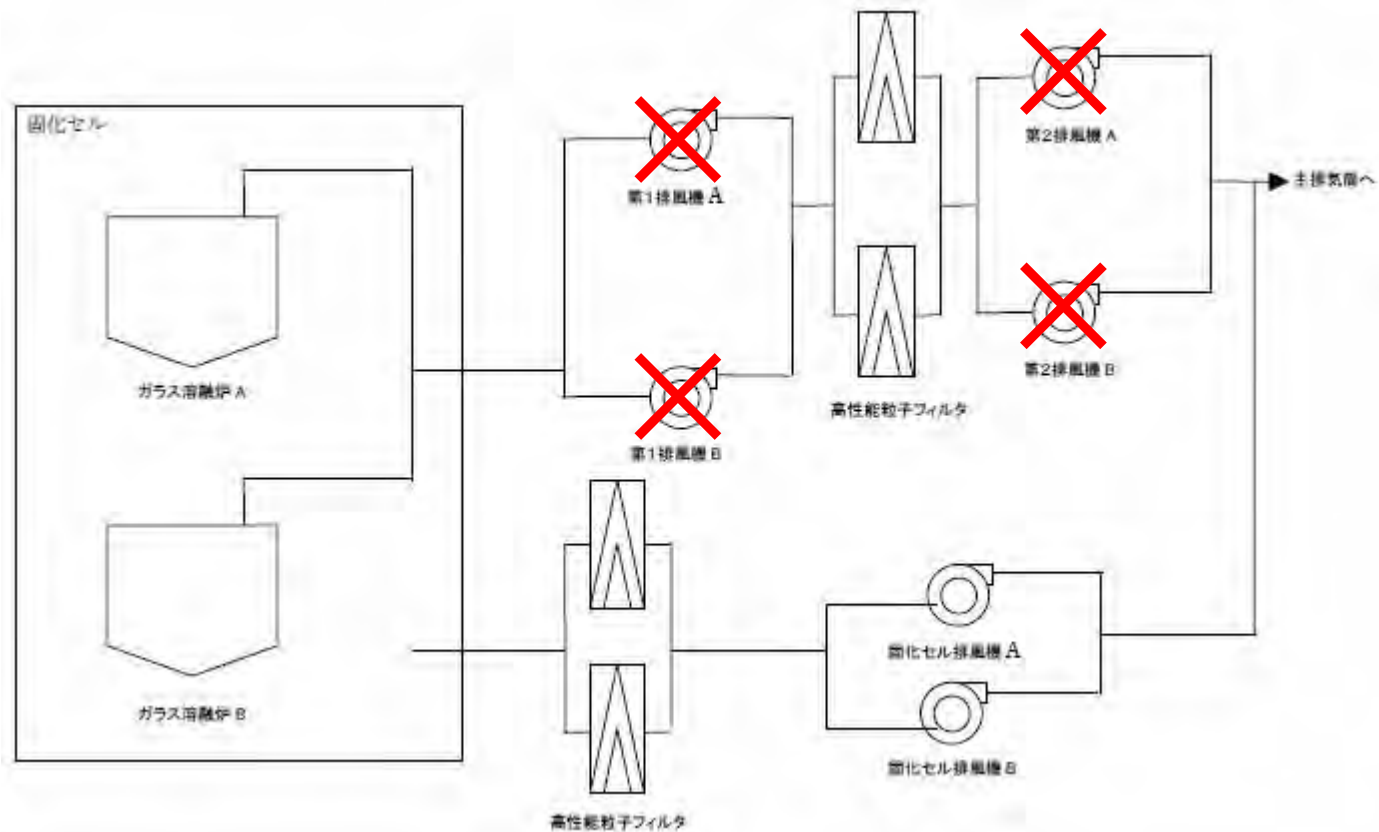 固化セル
ガラス溶融炉 A
ガラス溶融炉 B
第1排風機 A
第1排風機 B
高性能粒子フィルタ
第2排風機 A
第2排風機 B
主排気筒へ
高性能粒子フィルタ
固化セル排風機 A
固化セル排風機 B